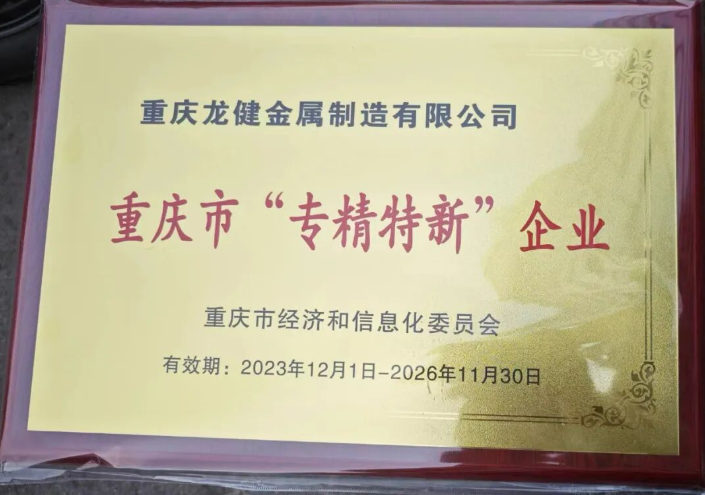 重庆龙健金属制造有限公司
重庆市“专精特新”企业
重庆市经济和信息化委员会
有效期：2023年12月1日-2026年11月30日